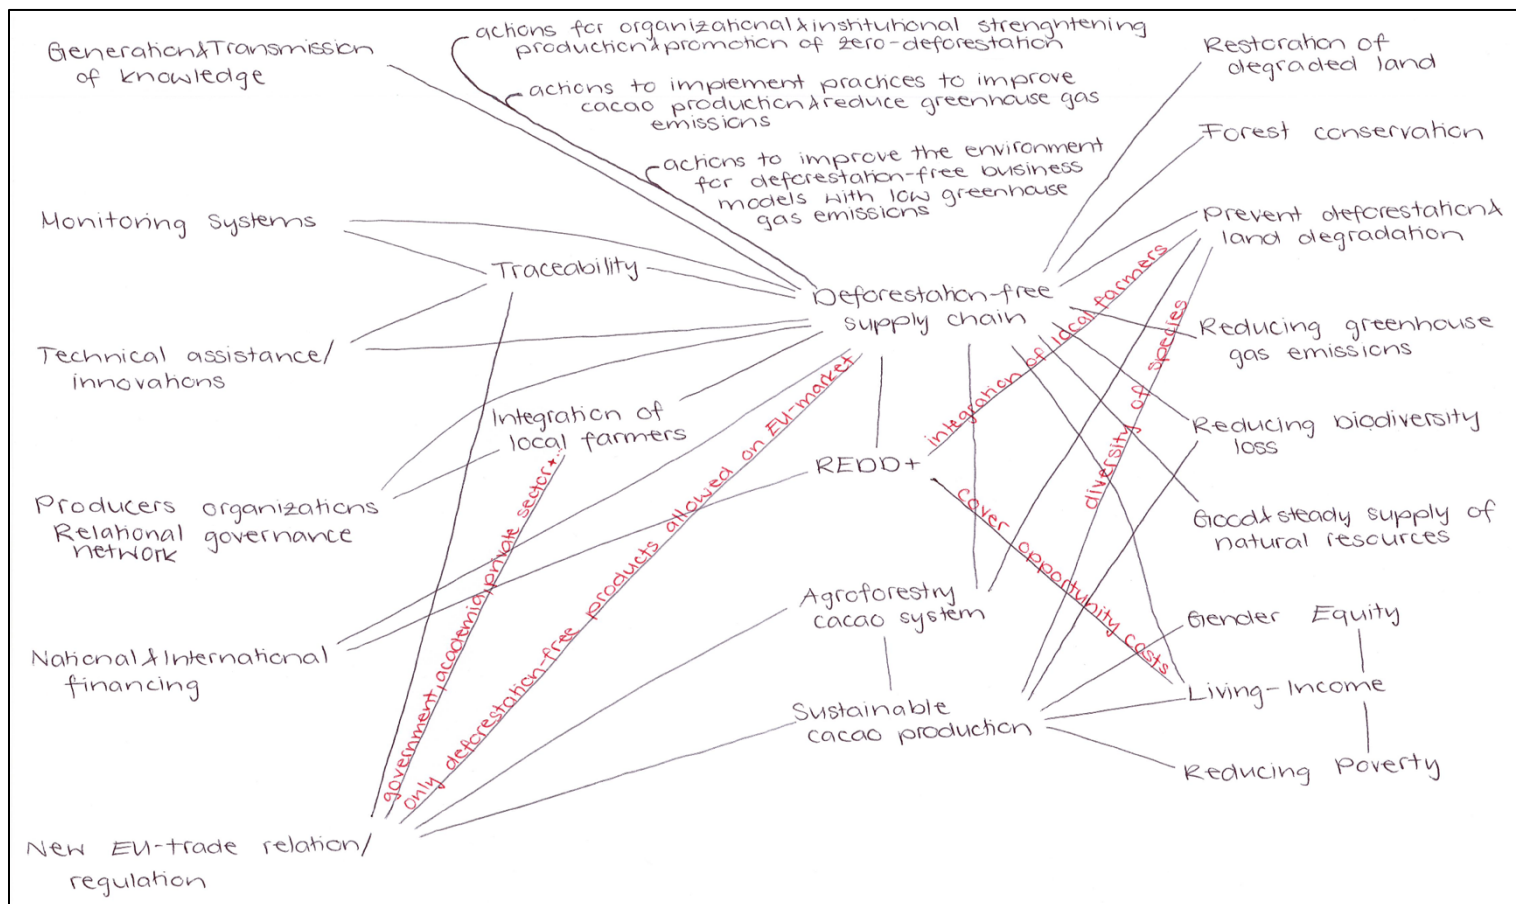 Generation&Transmission
of knowledge
actions for organizational&institutional strenghtening
production&promotion of zero-deforestation
actions to implement practices to improve
cacao production&reduce greenhouse gas
emissions
actions to improve the environment
for deforestation-free business
models with low greenhouse
gas emissions
Restoration of
degraded land
Forest conservation
Monitoring Systems
Traceability
Prevent deforestation&
land degradation
Deforestation-free
supply chain
Technical assistance/
innovations
Reducing greenhouse
gas emissions
Integration of
local farmers
integration of local farmers
diversity of species
Reducing biodiversity
loss
REDD+
Producers organizations
Relational governance
network
government, academia, private sector+...
only deforestation-free products allowed on EU-market
cover opportunity costs
Good&steady supply of
natural resources
National&International
financing
Agroforestry
cacao system
Gender Equity
Living-Income
Sustainable
cacao production
Reducing Poverty
New EU-trade relation/
regulation